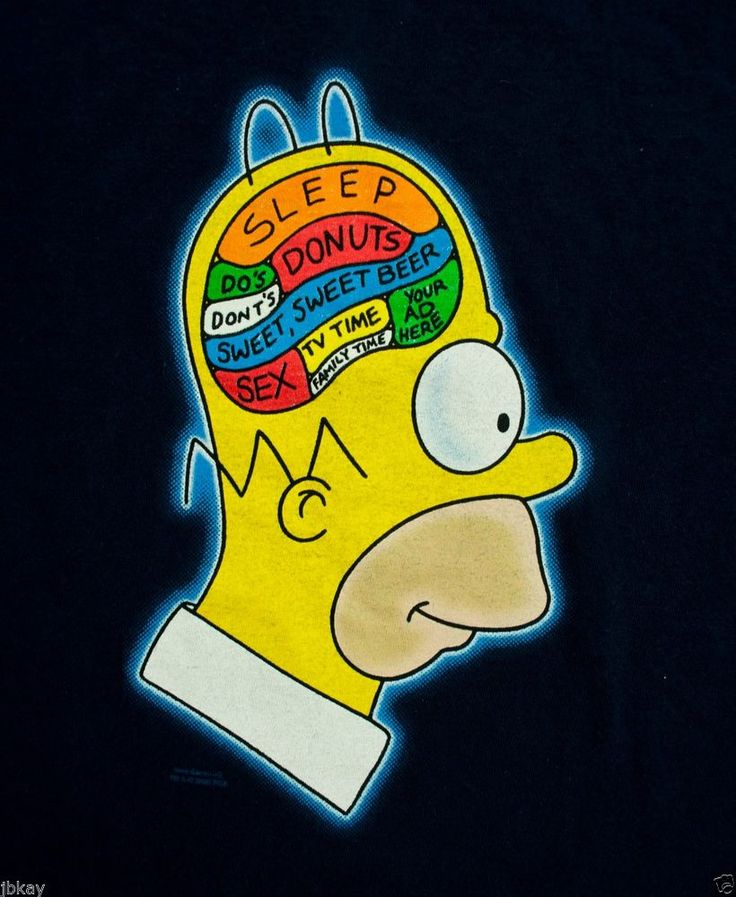 SLEEP
DONUTS
DO'S
DONT'S
SWEET, SWEET BEER
YOUR
AD
HERE
TV TIME
FAMILY TIME
SEX
jbkay